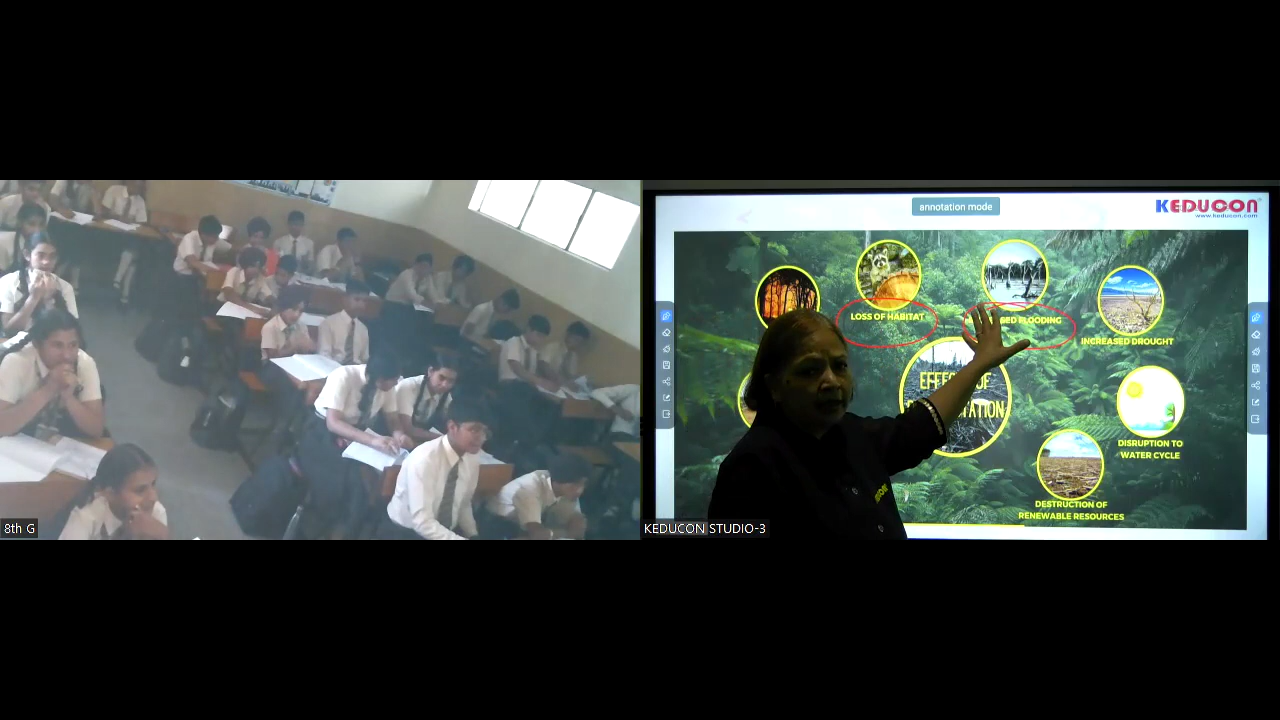 annotation mode
KEDUCON
www.keducon.com
LOSS OF HABITAT
FLOODING
INCREASED DROUGHT
DISRUPTION TO
WATER CYCLE
DESTRUCTION OF
RENEWABLE RESOURCES
8th G
KEDUCON STUDIO-3